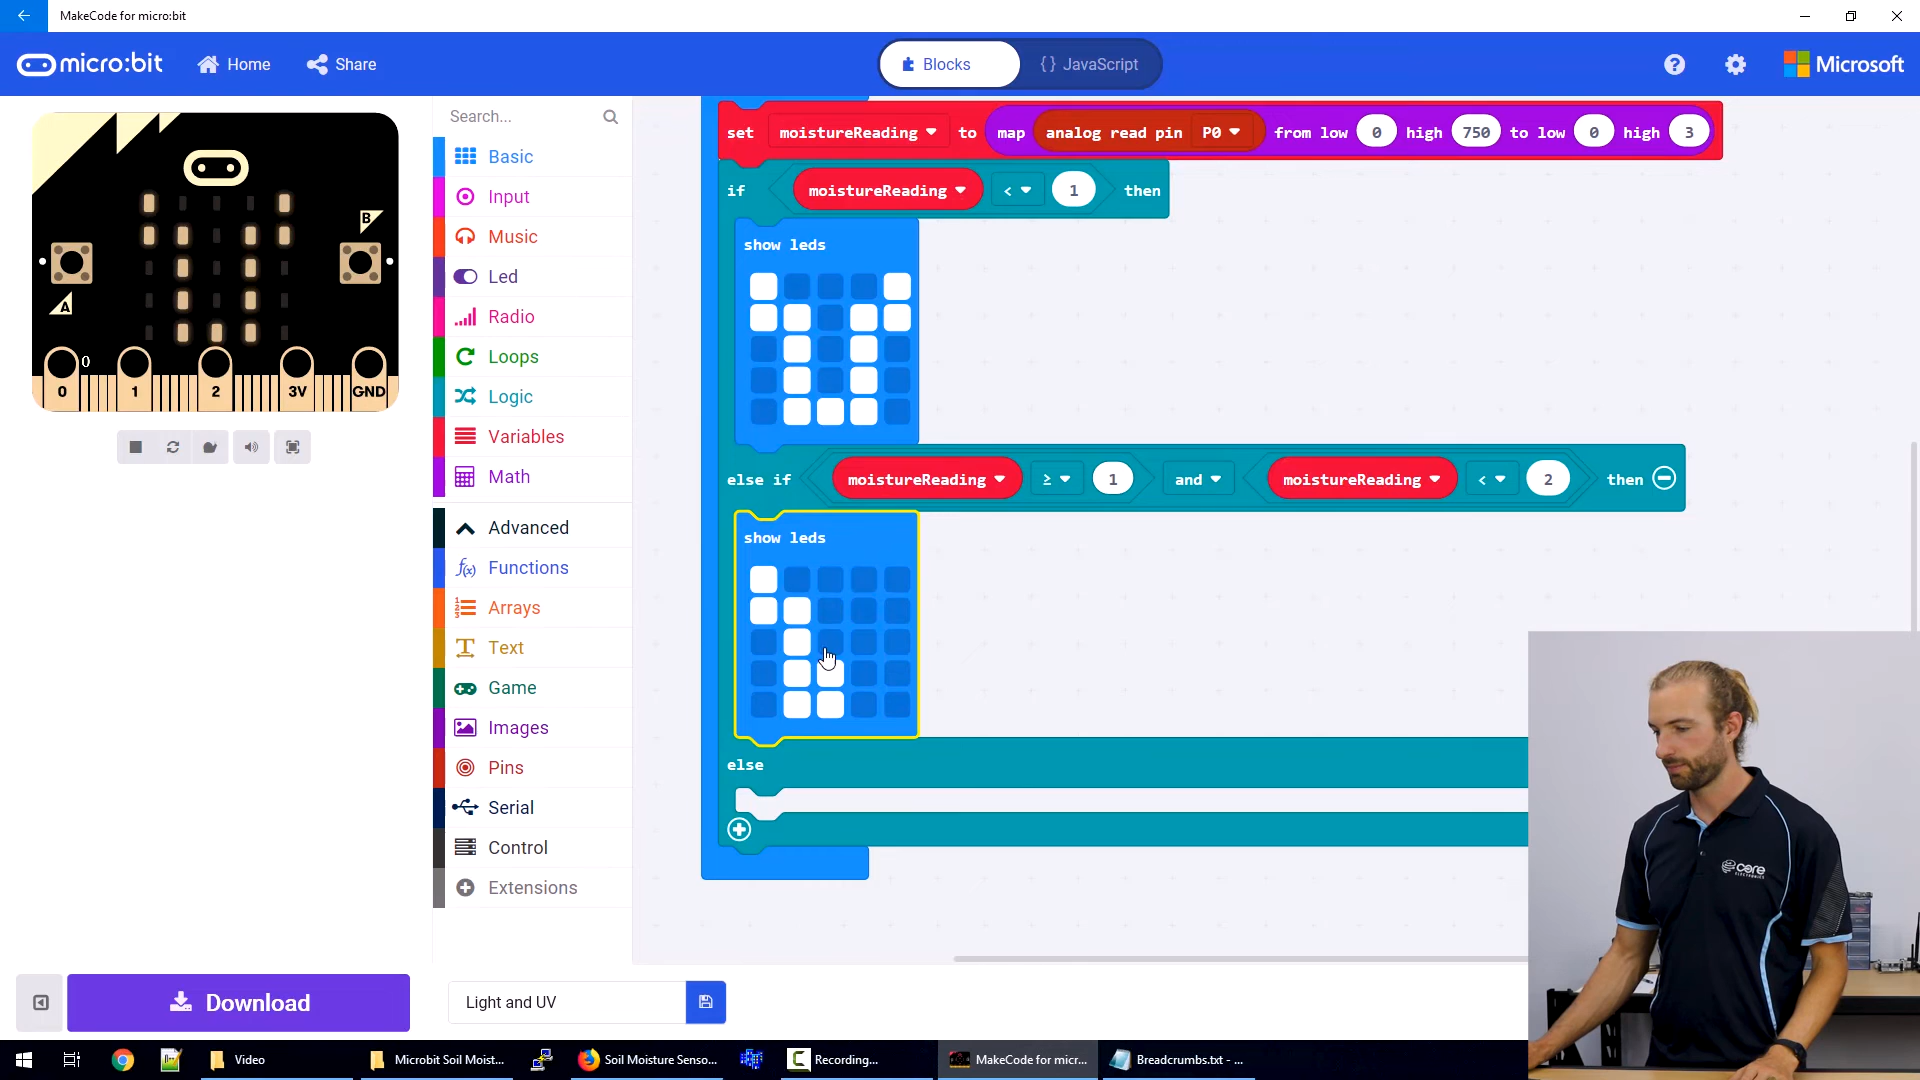 MakeCode for micro:bit
micro:bit
Home
Share
Blocks
{} JavaScript
?
Microsoft
Search...
Basic
Input
Music
Led
Radio
Loops
Logic
Variables
Math
Advanced
f(x) Functions
Arrays
Text
Game
Images
Pins
Serial
Control
Extensions
A
B
0
0 1 2 3V GND
set moistureReading to map analog read pin P0 from low 0 high 750 to low 0 high 3
if moistureReading < 1 then
show leds
else if moistureReading ≥ 1 and moistureReading < 2 then
show leds
else
core
ELECTRONICS
Download
Light and UV
Video
Microbit Soil Moist...
Soil Moisture Senso...
Recording...
MakeCode for micr...
Breadcrumbs.txt - ...